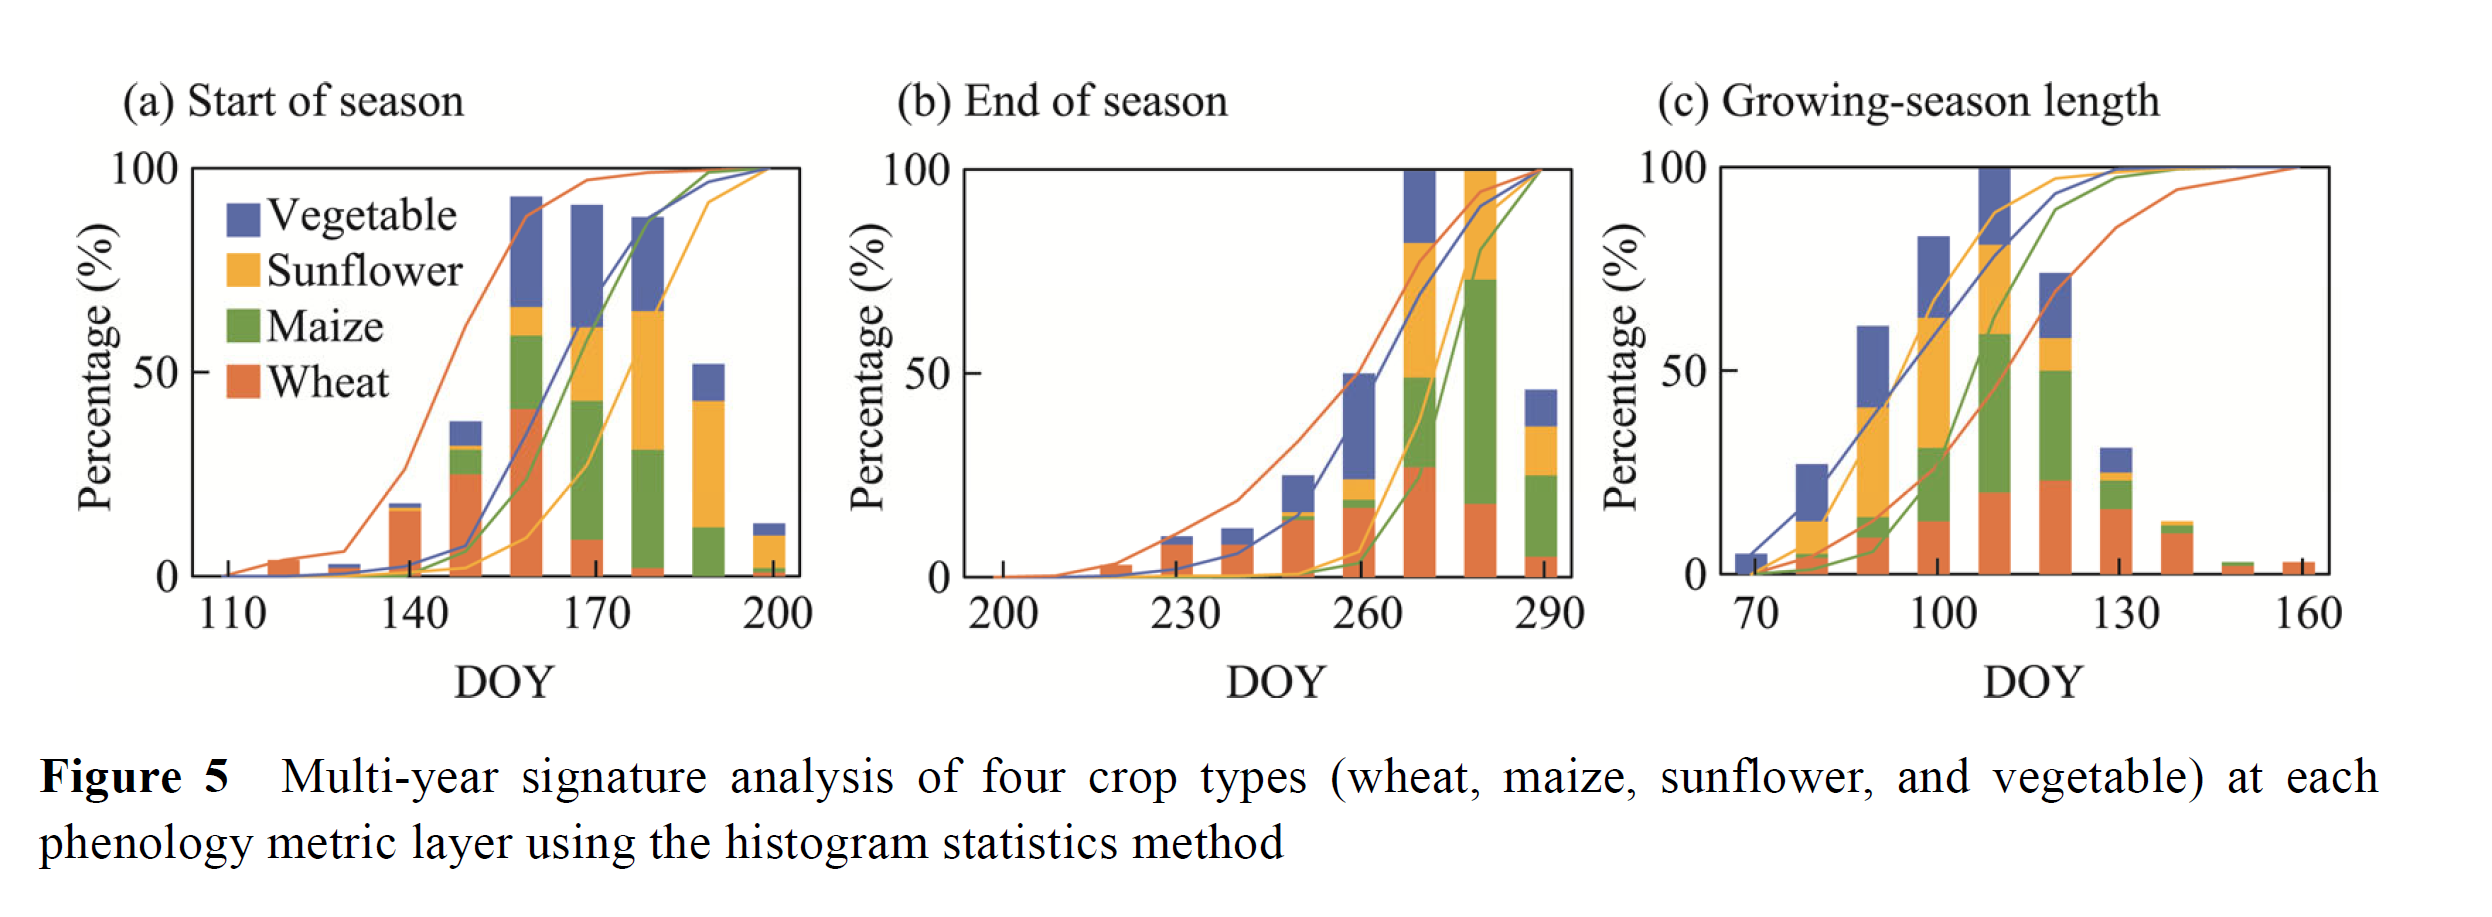 (a) Start of season
(b) End of season
(c) Growing-season length
100
50
0
Percentage (%)
Vegetable
Sunflower
Maize
Wheat
110 140 170 200
DOY
100
50
0
Percentage (%)
200 230 260 290
DOY
100
50
0
Percentage (%)
70 100 130 160
DOY
Figure 5 Multi-year signature analysis of four crop types (wheat, maize, sunflower, and vegetable) at each
phenology metric layer using the histogram statistics method